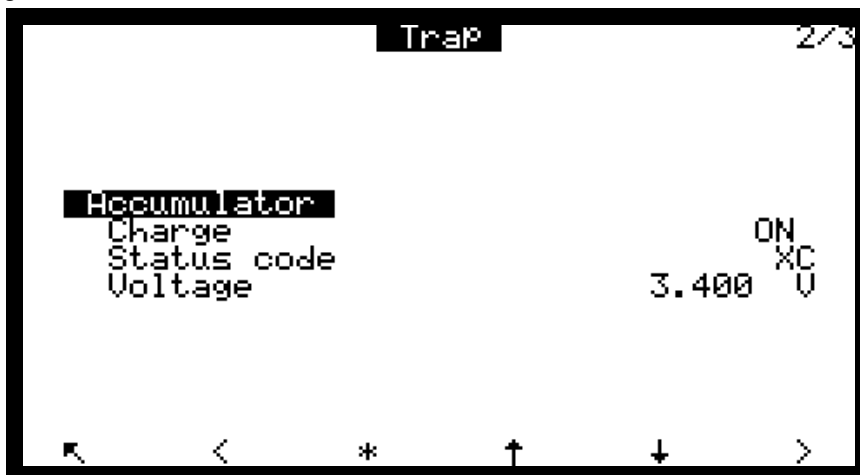 Trap 2/3
Accumulator
Charge ON
Status code XC
Voltage 3.400 V
↖ < * ↑ ↓ >